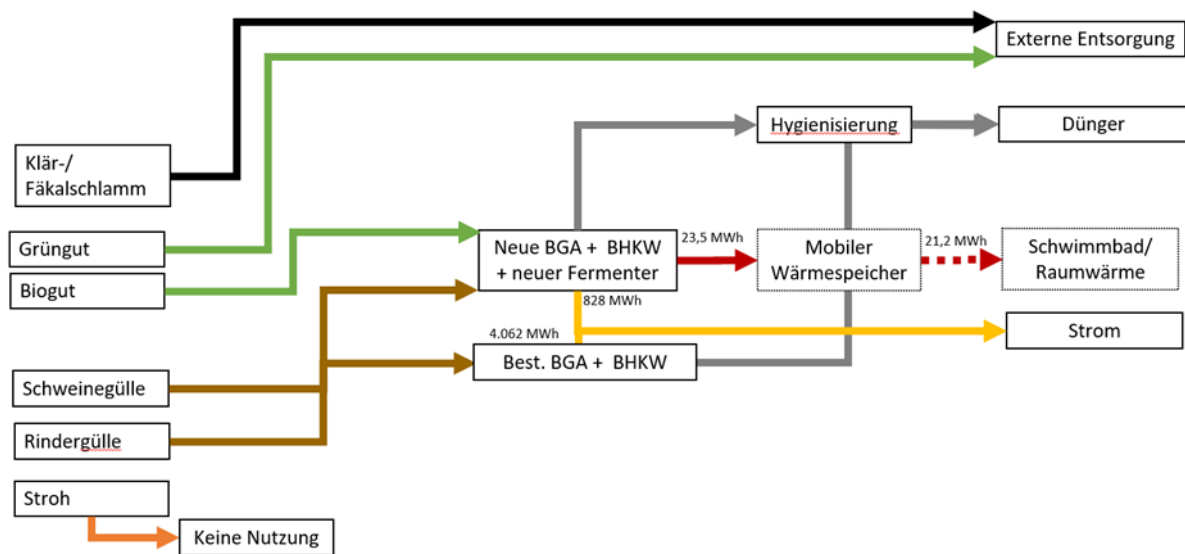 Externe Entsorgung
Hygienisierung
Dünger
Klär-/
Fäkalschlamm
Grüngut
Neue BGA + BHKW
+ neuer Fermenter
23,5 MWh
Mobiler
Wärmespeicher
21,2 MWh
Schwimmbad/
Raumwärme
Biogut
828 MWh
4.062 MWh
Strom
Best. BGA + BHKW
Schweinegülle
Rindergülle
Stroh
Keine Nutzung